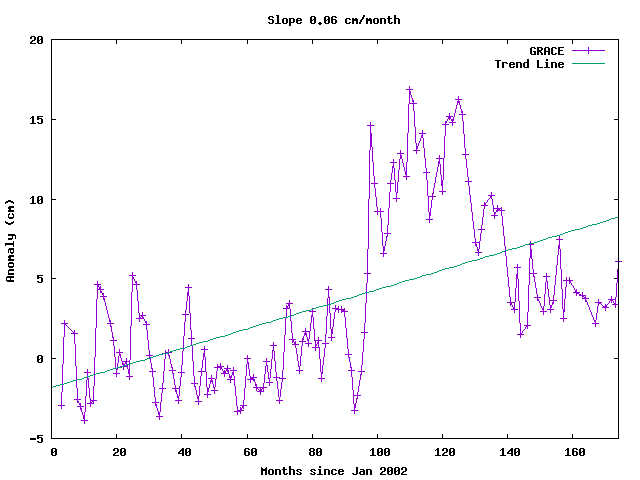 Slope 0.06 cm/month
GRACE
Trend Line
20
15
10
5
0
-5
Anomaly (cm)
0 20 40 60 80 100 120 140 160
Months since Jan 2002